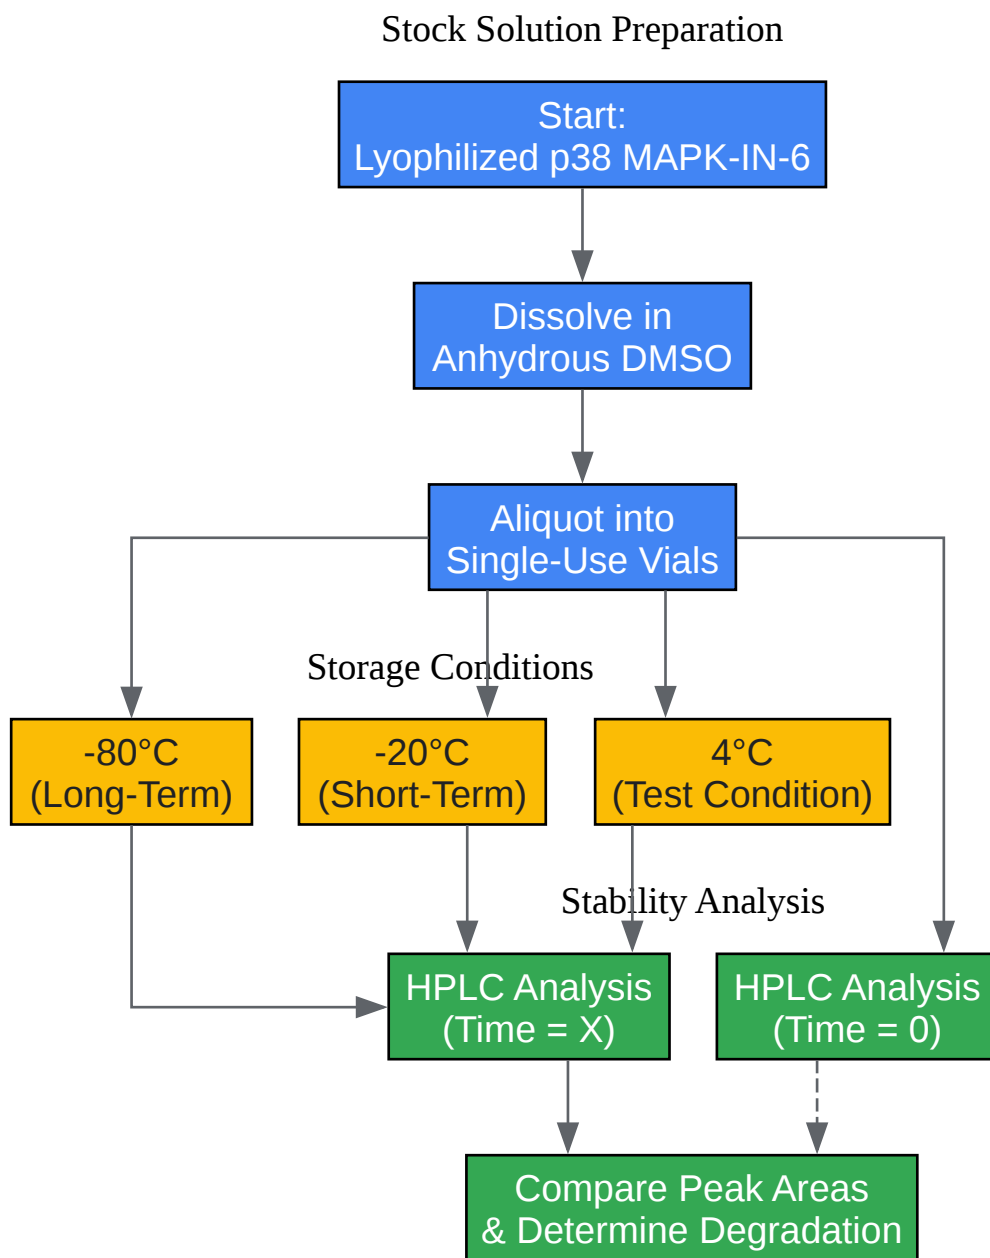 Stock Solution Preparation
Start:
Lyophilized p38 MAPK-IN-6
Dissolve in
Anhydrous DMSO
Aliquot into
Single-Use Vials
Storage Conditions
-80°C
(Long-Term)
-20°C
(Short-Term)
4°C
(Test Condition)
Stability Analysis
HPLC Analysis
(Time = X)
HPLC Analysis
(Time = 0)
Compare Peak Areas
& Determine Degradation